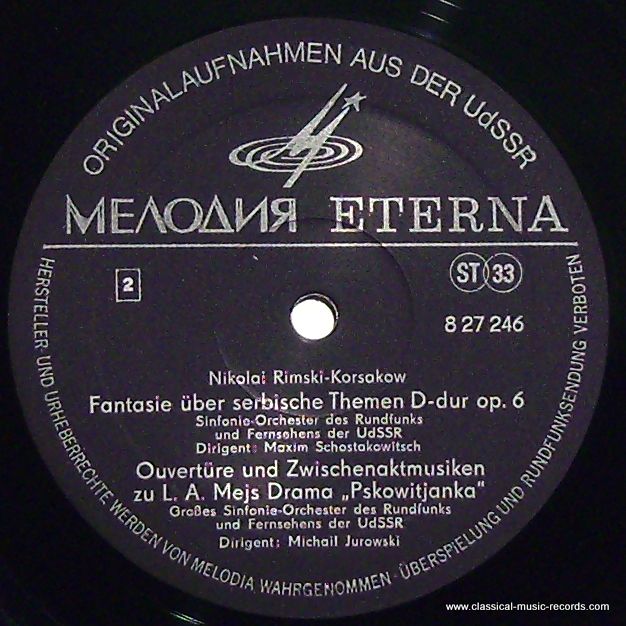 ORIGINALAUFNAHMEN AUS DER UdSSR
МЕЛОДИЯ ETERNA
2
ST 33
8 27 246
Nikolai Rimski-Korsakow
Fantasie über serbische Themen D-dur op. 6
Sinfonie-Orchester des Rundfunks
und Fernsehens der UdSSR
Dirigent: Maxim Schostakowitsch
Ouvertüre und Zwischenaktmusiken
zu L. A. Mejs Drama „Pskowitjanka“
Großes Sinfonie-Orchester des Rundfunks
und Fernsehens der UdSSR
Dirigent: Michail Jurowski
HERSTELLER- UND URHEBERRECHTE WERDEN VON MELODIA WAHRGENOMMEN · ÜBERSPIELUNG UND RUNDFUNKSENDUNG VERBOTEN
www.classical-music-records.com